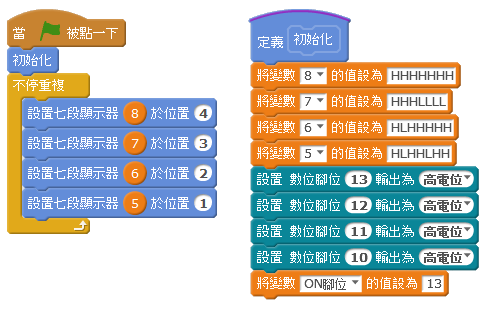 當 被點一下
初始化
不停重複
設置七段顯示器 8 於位置 4
設置七段顯示器 7 於位置 3
設置七段顯示器 6 於位置 2
設置七段顯示器 5 於位置 1
定義 初始化
將變數 8 的值設為 HHHHHHH
將變數 7 的值設為 HHHLLLL
將變數 6 的值設為 HLHHHHH
將變數 5 的值設為 HLHHLHH
設置 數位腳位 13 輸出為 高電位
設置 數位腳位 12 輸出為 高電位
設置 數位腳位 11 輸出為 高電位
設置 數位腳位 10 輸出為 高電位
將變數 ON腳位 的值設為 13